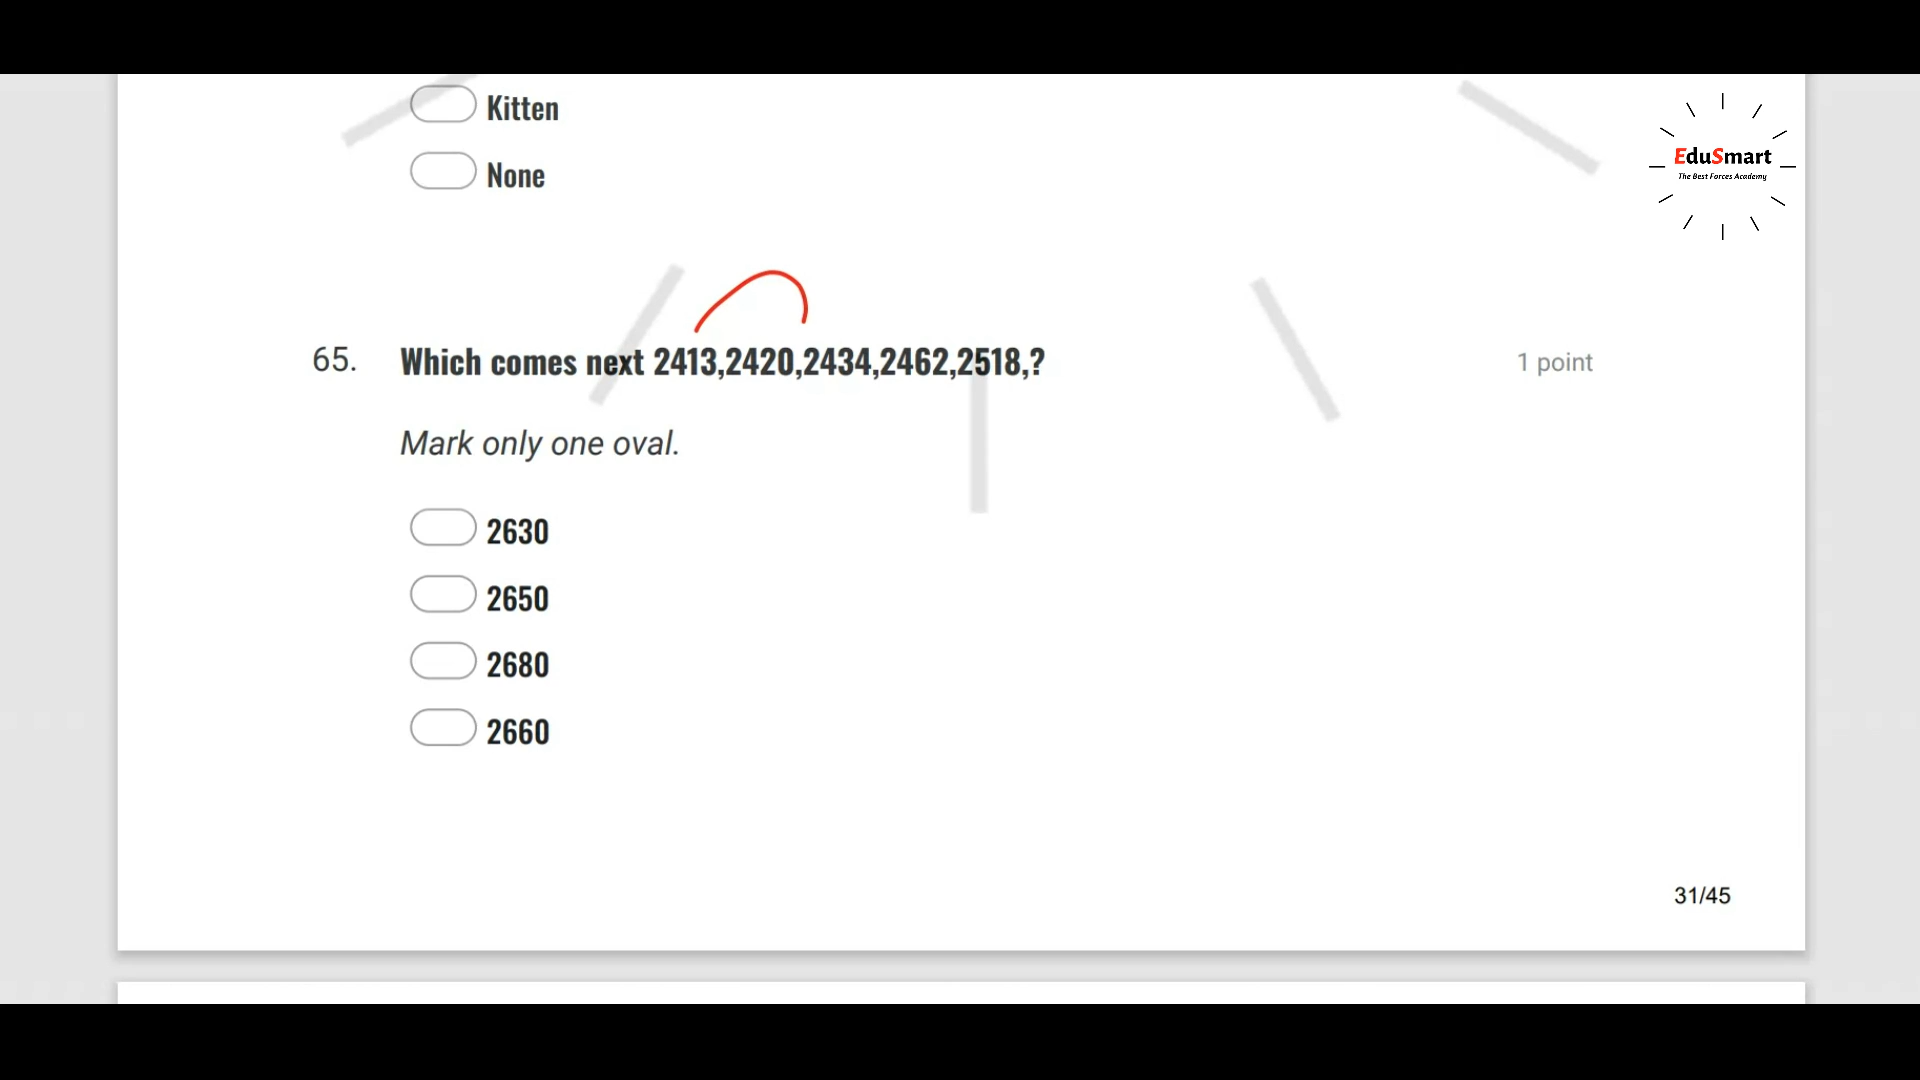 Kitten
None
EduSmart
The Best Forces Academy
65. Which comes next 2413,2420,2434,2462,2518,? 1 point
Mark only one oval.
2630
2650
2680
2660
31/45